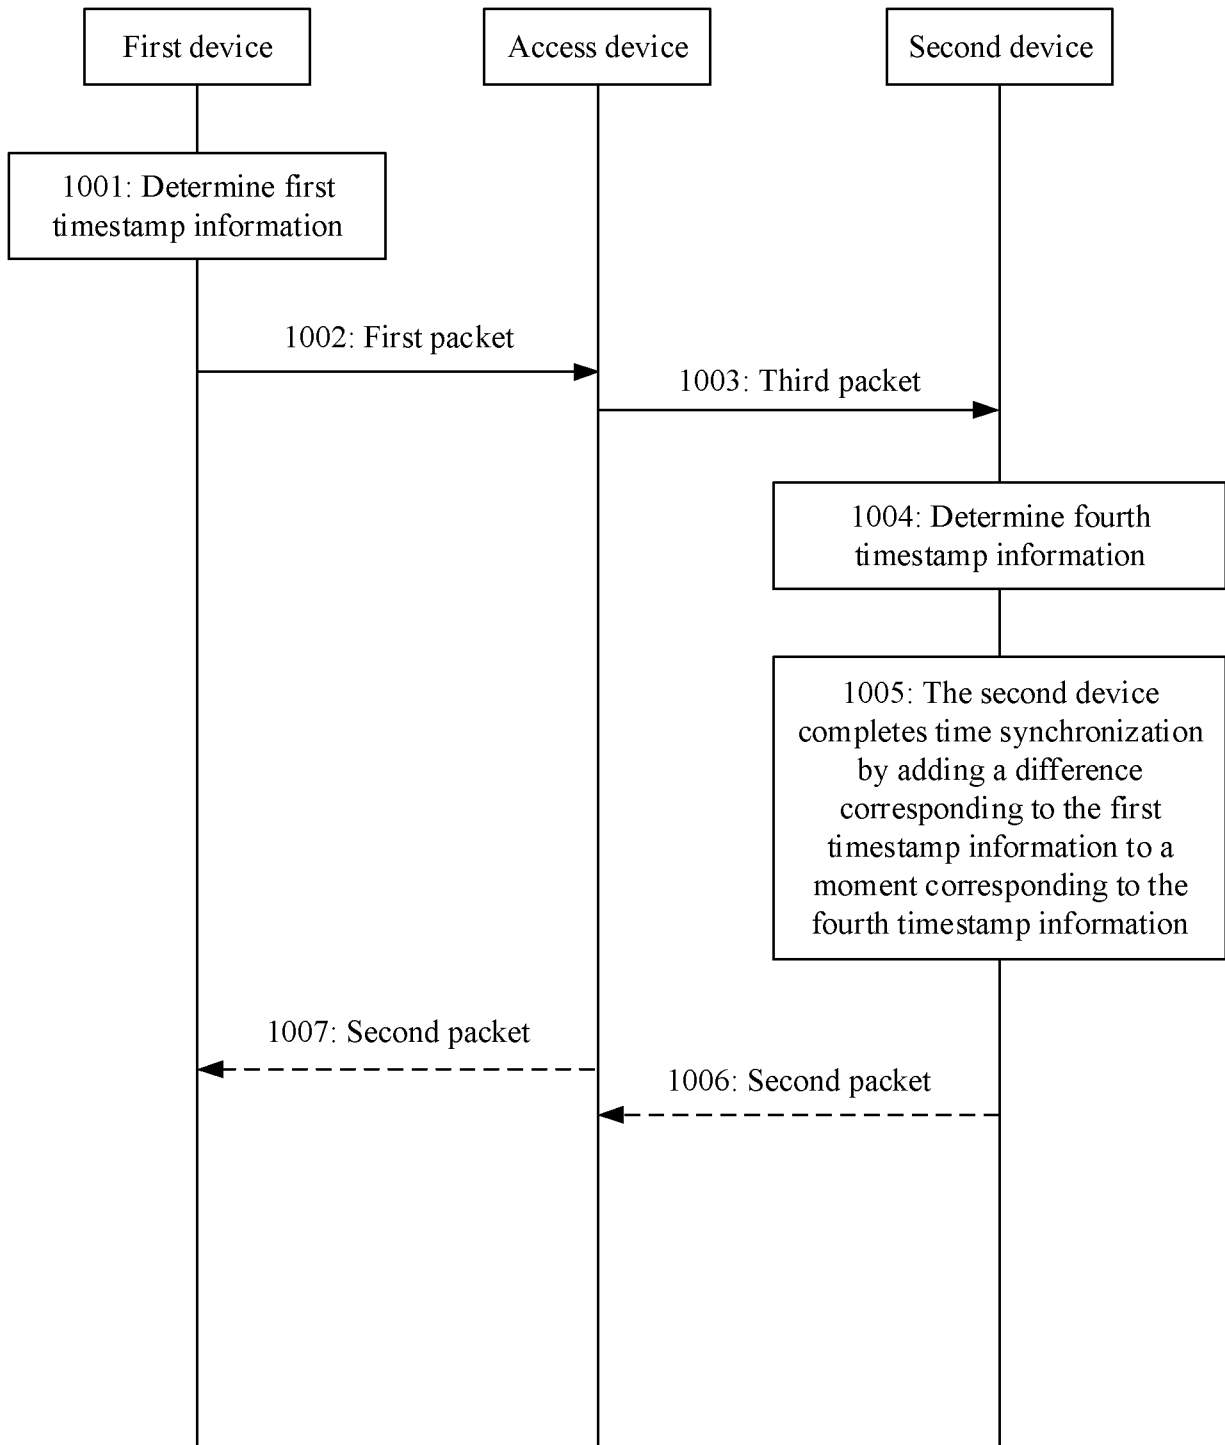 First device
Access device
Second device
1001: Determine first
timestamp information
1002: First packet
1003: Third packet
1004: Determine fourth
timestamp information
1005: The second device
completes time synchronization
by adding a difference
corresponding to the first
timestamp information to a
moment corresponding to the
fourth timestamp information
1007: Second packet
1006: Second packet